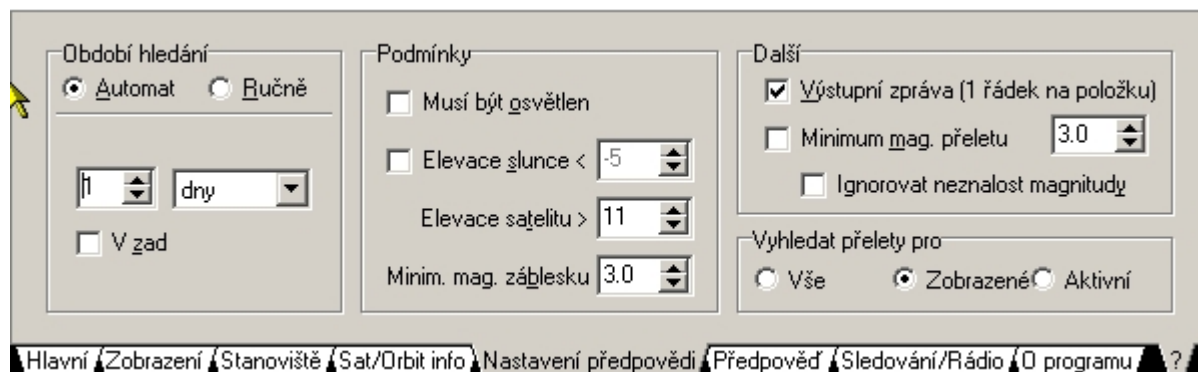 Období hledání
Automat
Ručně
1
dny
V zad
Podmínky
Musí být osvětlen
Elevace slunce <
-5
Elevace satelitu >
11
Minim. mag. záblesku
3.0
Další
Výstupní zpráva (1 řádek na položku)
Minimum mag. přeletu
3.0
Ignorovat neznalost magnitudy
Vyhledat přelety pro
Vše
Zobrazené
Aktivní
Hlavní
Zobrazení
Stanoviště
Sat/Orbit info
Nastavení předpovědi
Předpověď
Sledování/Rádio
O programu
?